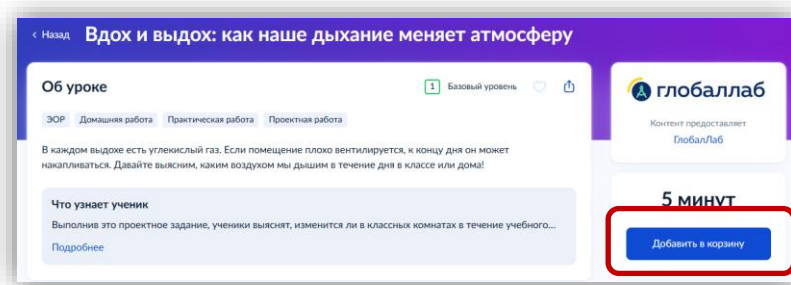 ‹ Назад Вдох и выдох: как наше дыхание меняет атмосферу
Об уроке
1 Базовый уровень
ЭОР Домашняя работа Практическая работа Проектная работа
В каждом выдохе есть углекислый газ. Если помещение плохо вентилируется, к концу дня он может
накапливаться. Давайте выясним, каким воздухом мы дышим в течение дня в классе или дома!
Что узнает ученик
Выполнив это проектное задание, ученики выяснят, изменится ли в классных комнатах в течение учебного...
Подробнее
глобаллаб
Контент предоставляет
ГлобалЛаб
5 минут
Добавить в корзину